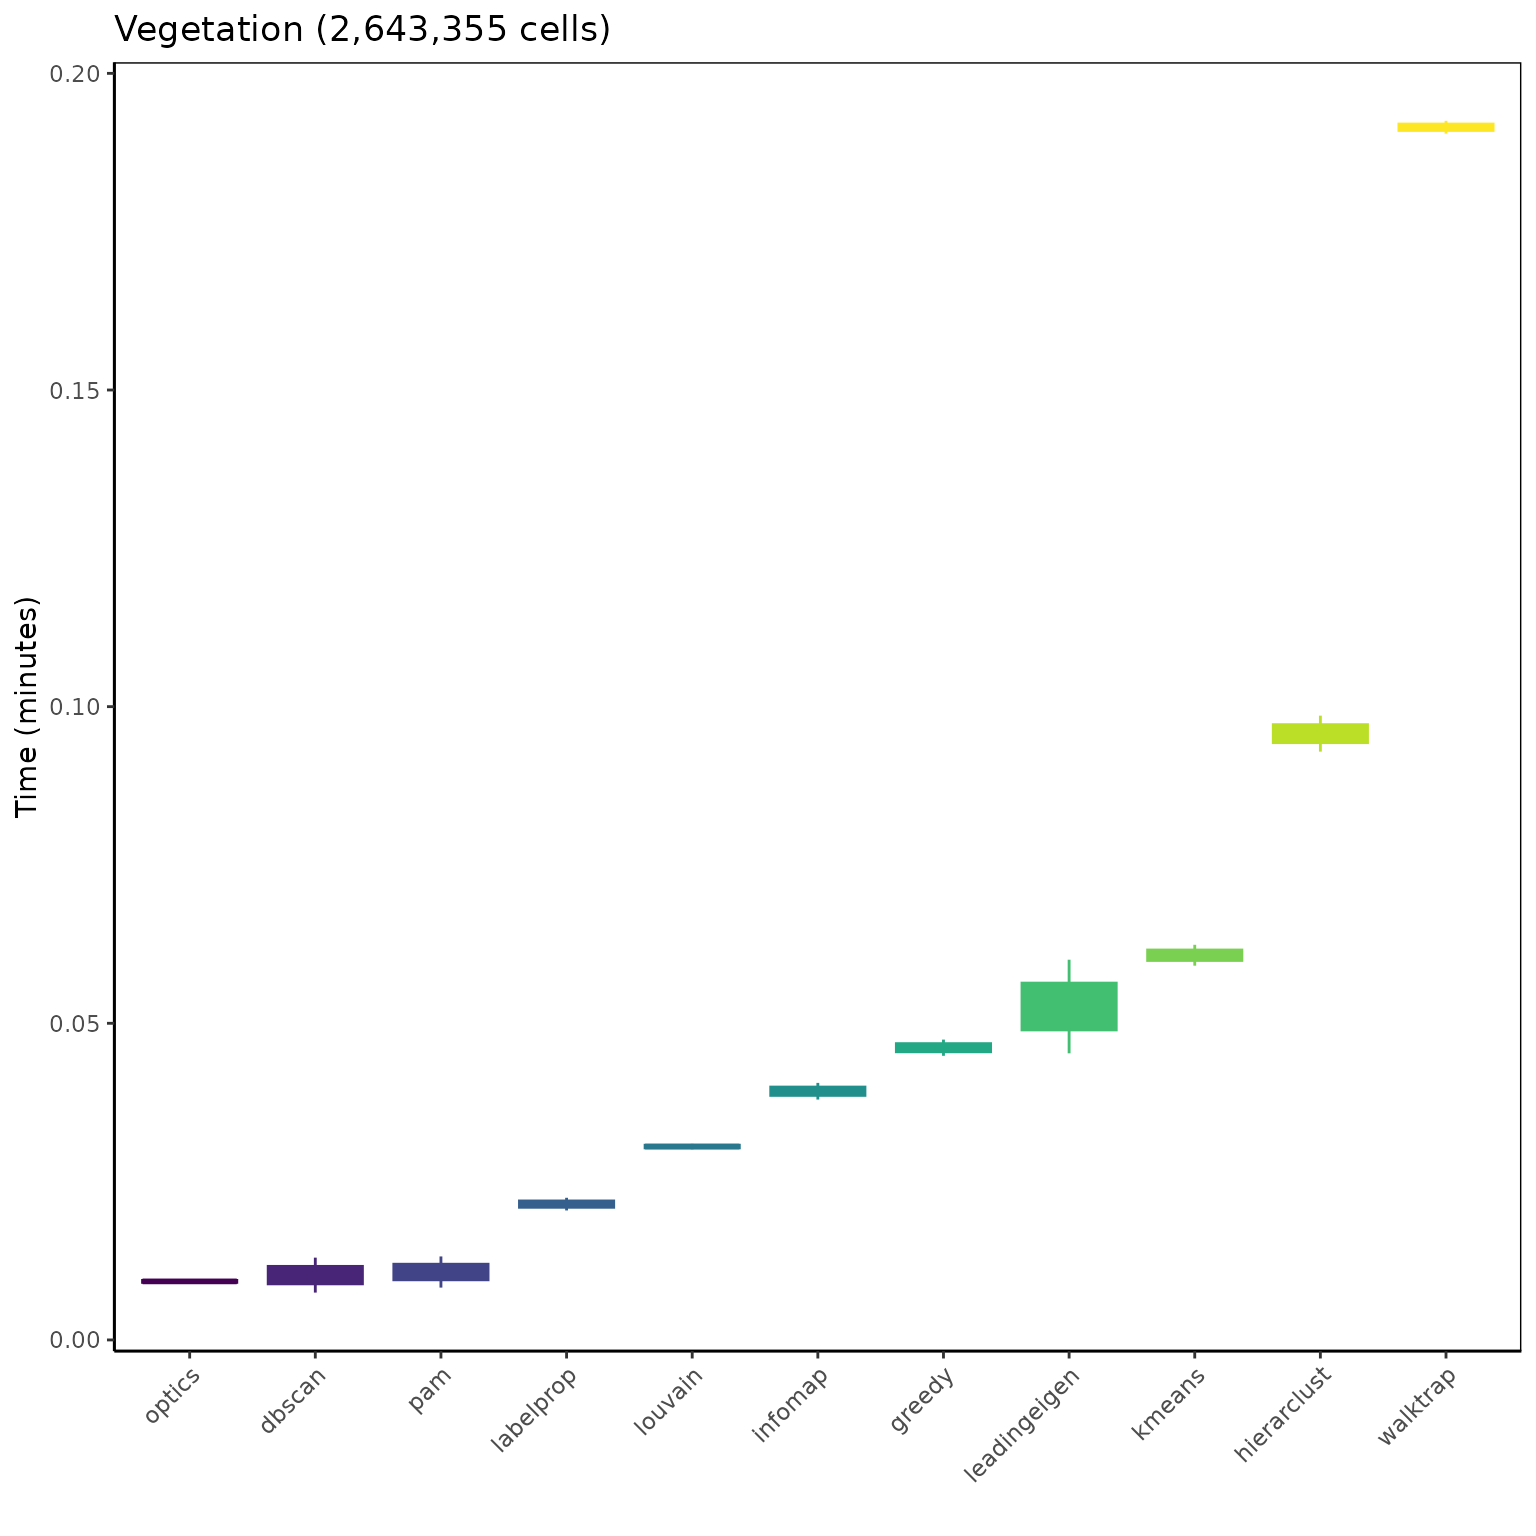 Vegetation (2,643,355 cells)
0.20
0.15
0.10
0.05
0.00
Time (minutes)
optics
dbscan
pam
labelprop
louvain
infomap
greedy
leadingeigen
kmeans
hierarclust
walktrap